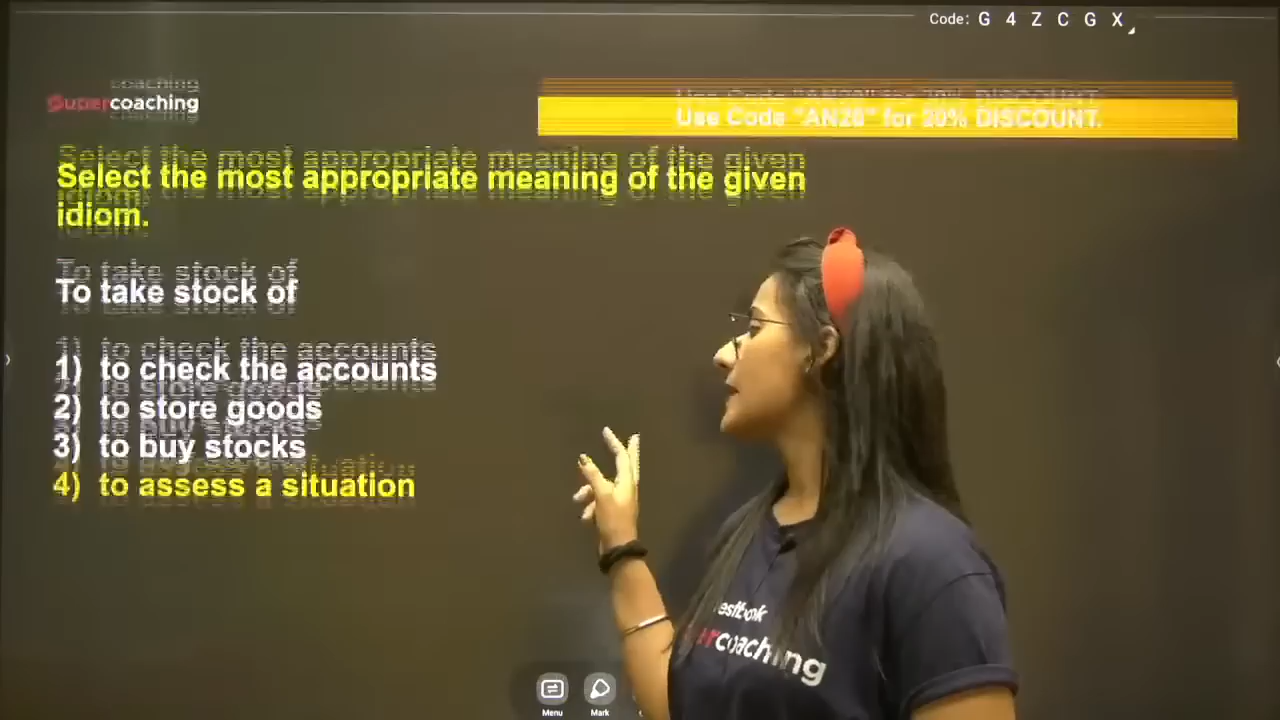 Code: G 4 Z C G X
Supercoaching
Use Code "AN20" for 20% DISCOUNT.
Select the most appropriate meaning of the given
idiom.
To take stock of
1) to check the accounts
2) to store goods
3) to buy stocks
4) to assess a situation
coaching
Menu
Mark